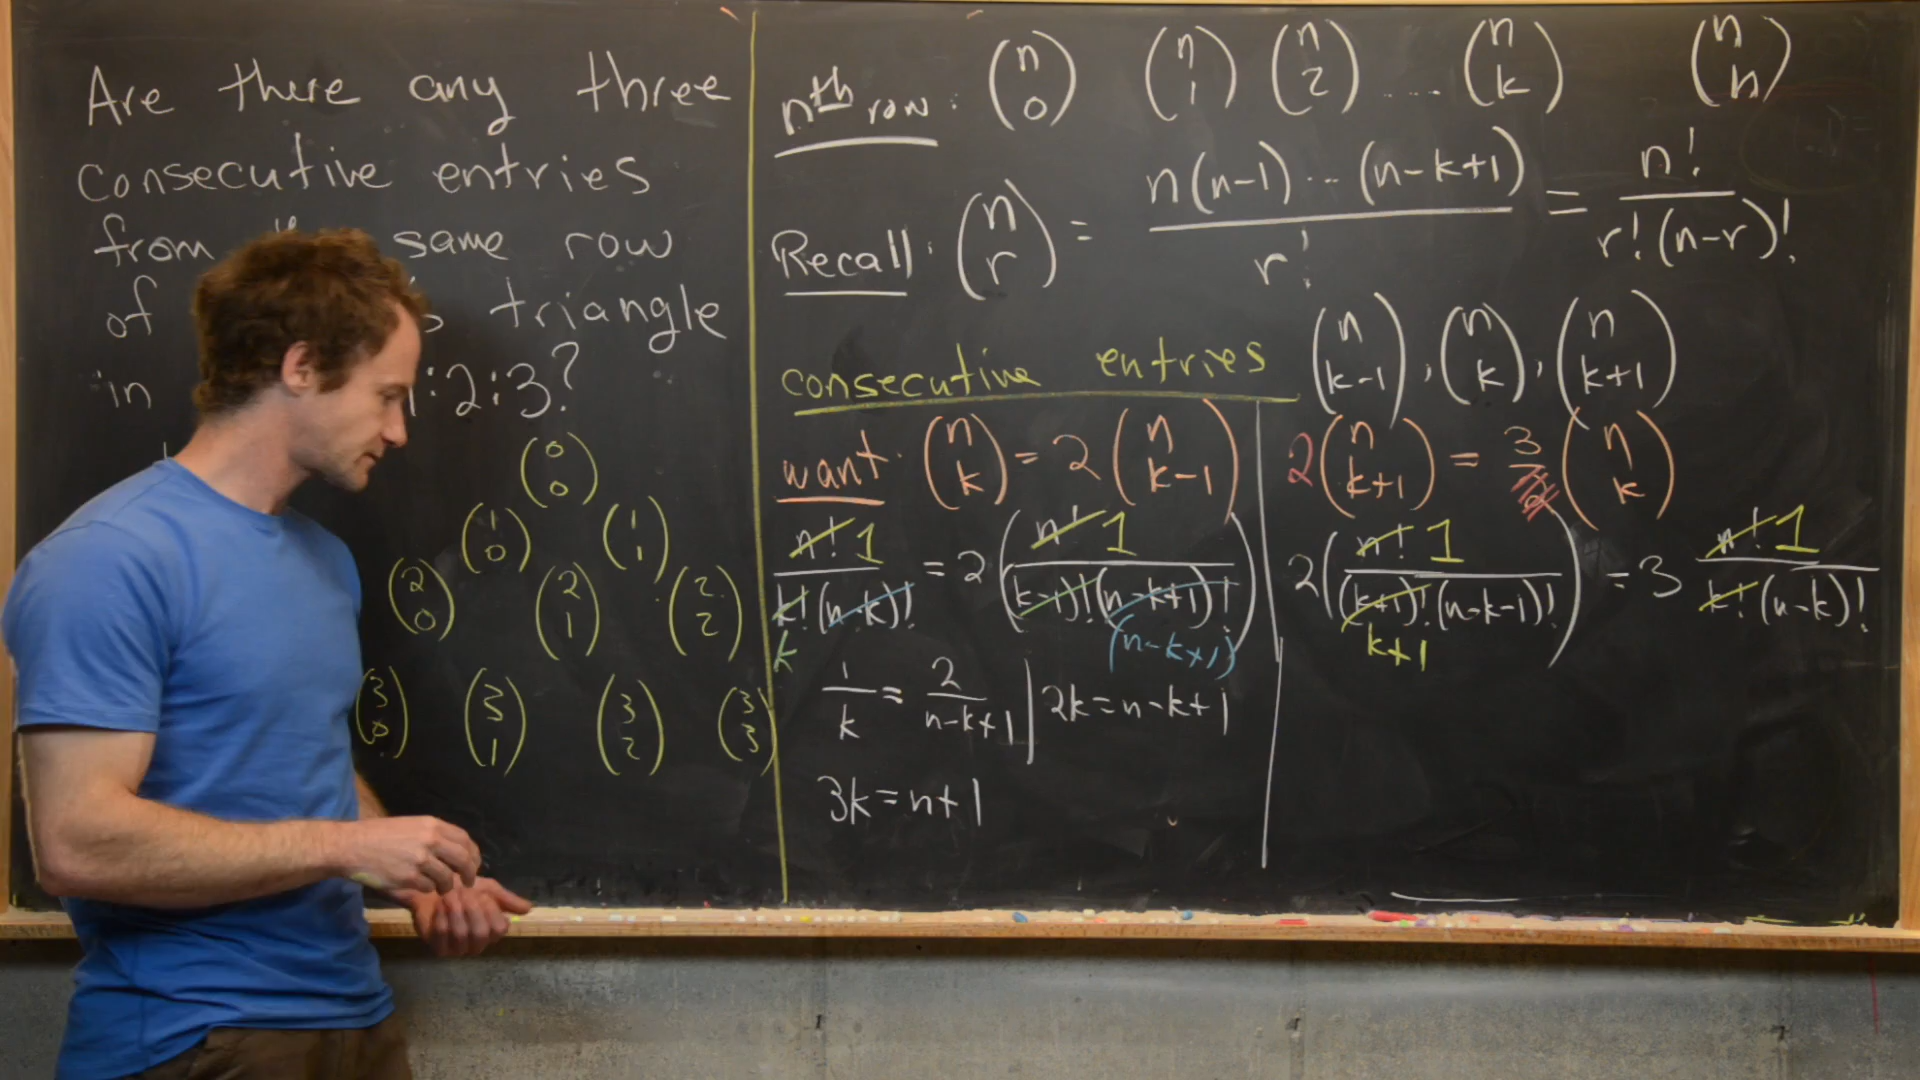 Are there any three
consecutive entries
from same row
of triangle
in 1:2:3?
(0 0)
(1 0) (1 1)
(2 0) (2 1) (2 2)
(3 0) (3 1) (3 2) (3 3)
nth row: (n 0) (n 1) (n 2) .... (n k) (n n)
Recall: (n r) = n(n-1)...(n-k+1) / r! = n! / r!(n-r)!
consecutive entries (n k-1), (n k), (n k+1)
want: (n k) = 2 (n k-1)
n! 1 / k!(n-k)! = 2 (n! 1 / (k-1)!(n-k+1)!)
k (n-k+1)
1/k = 2/(n-k+1) | 2k = n-k+1
3k = n+1
2 (n k+1) = 3 (n k)
2 (n! 1 / (k+1)!(n-k-1)!) = 3 n! 1 / k!(n-k)!
k+1